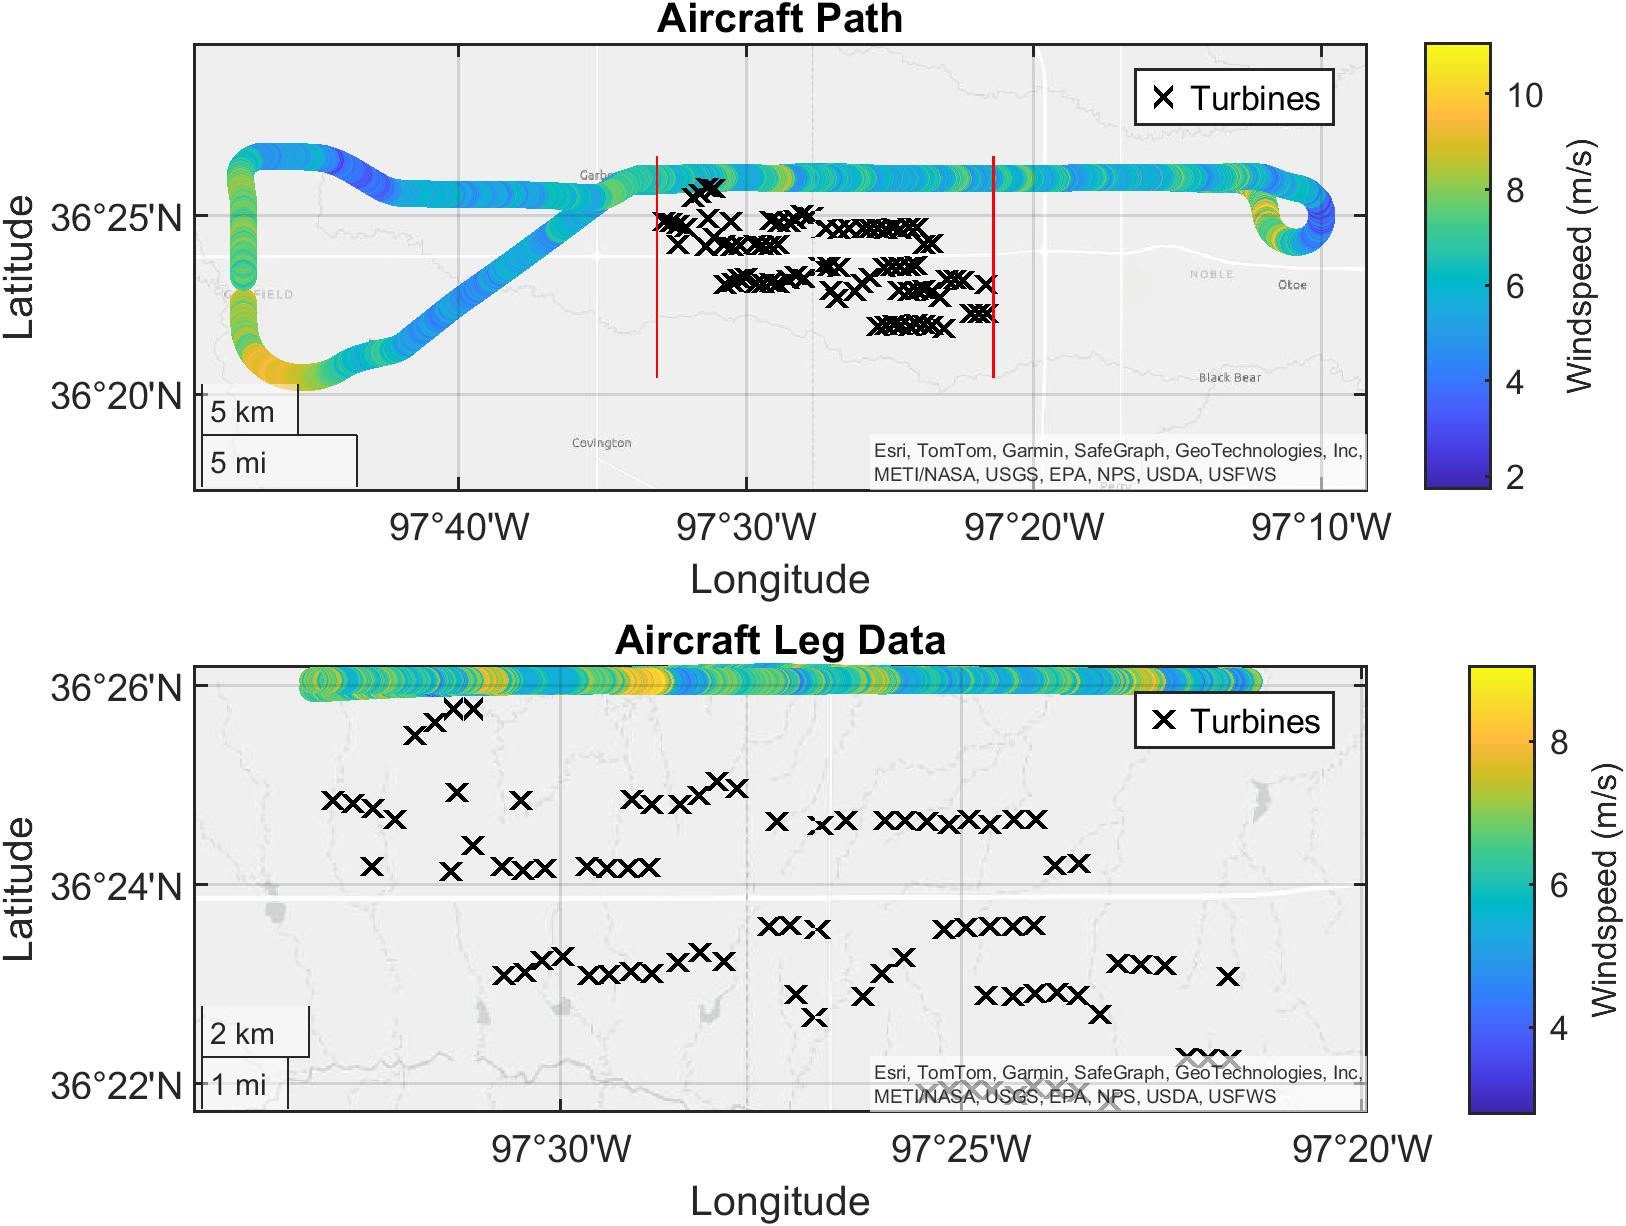 Aircraft Path
Turbines
Garbe
36°25'N
NOBLE
Otoe
36°20'N
Black Bear
5 km
5 mi
Covington
Esri, TomTom, Garmin, SafeGraph, GeoTechnologies, Inc,
METI/NASA, USGS, EPA, NPS, USDA, USFWS
97°40'W
97°30'W
97°20'W
97°10'W
Longitude
Latitude
10
8
6
4
2
Windspeed (m/s)
Aircraft Leg Data
Turbines
36°26'N
36°24'N
36°22'N
2 km
1 mi
Esri, TomTom, Garmin, SafeGraph, GeoTechnologies, Inc,
METI/NASA, USGS, EPA, NPS, USDA, USFWS
97°30'W
97°25'W
97°20'W
Longitude
Latitude
8
6
4
Windspeed (m/s)